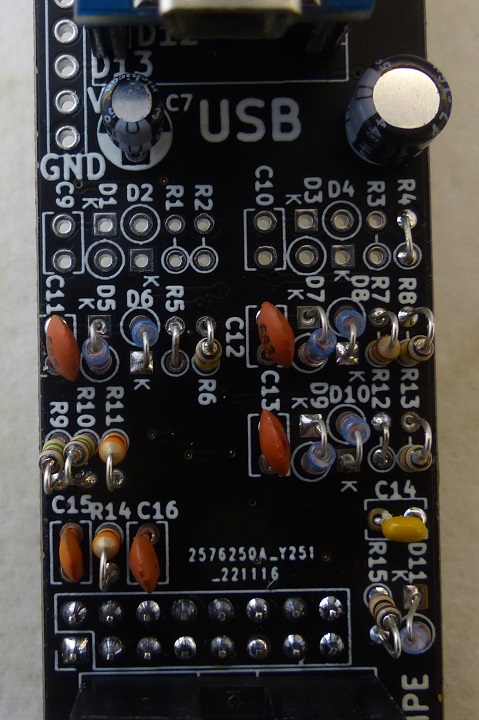 D12
D13
V
C7
USB
GND
C9
D1
K
D2
R1
R2
C10
K
D3
D4
R3
R4
K
K
C11
K
D5
D6
R5
C12
K
D7
D8
R7
R8
K
R6
K
R9
R10
R11
C13
K
D9
D10
R12
R13
K
C15
R14
C16
C14
2576250A_Y251
_221116
R15
K
D11
IPE